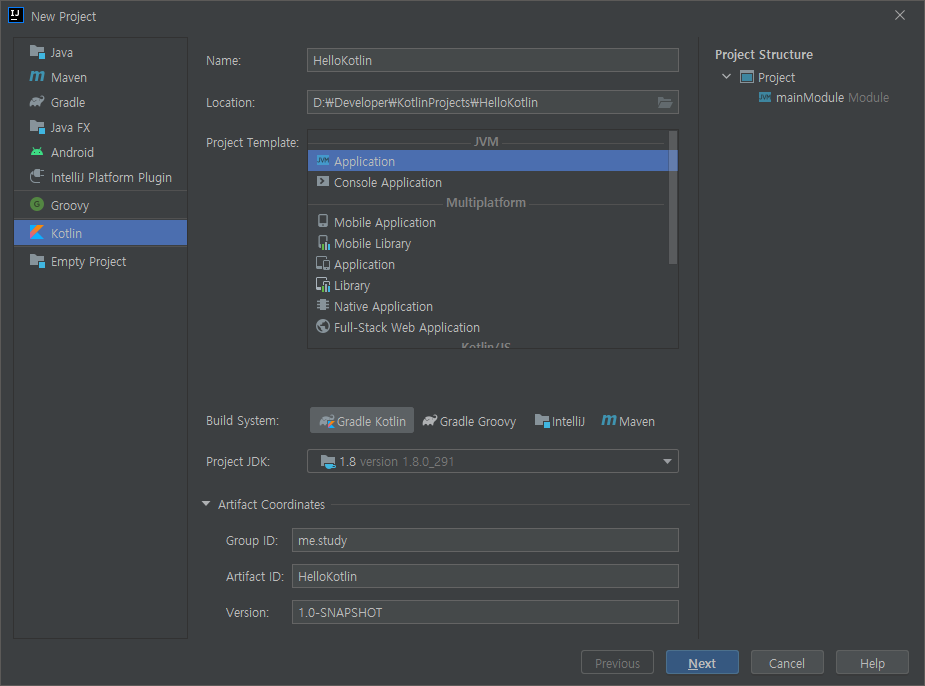 New Project
Java
Maven
Gradle
Java FX
Android
IntelliJ Platform Plugin
Groovy
Kotlin
Empty Project
Name: HelloKotlin
Location: D:₩Developer₩KotlinProjects₩HelloKotlin
Project Template:
JVM
Application
Console Application
Multiplatform
Mobile Application
Mobile Library
Application
Library
Native Application
Full-Stack Web Application
Kotlin/JS
Build System: Gradle Kotlin Gradle Groovy IntelliJ Maven
Project JDK: 1.8 version 1.8.0_291
Artifact Coordinates
Group ID: me.study
Artifact ID: HelloKotlin
Version: 1.0-SNAPSHOT
Project Structure
Project
mainModule Module
Previous Next Cancel Help